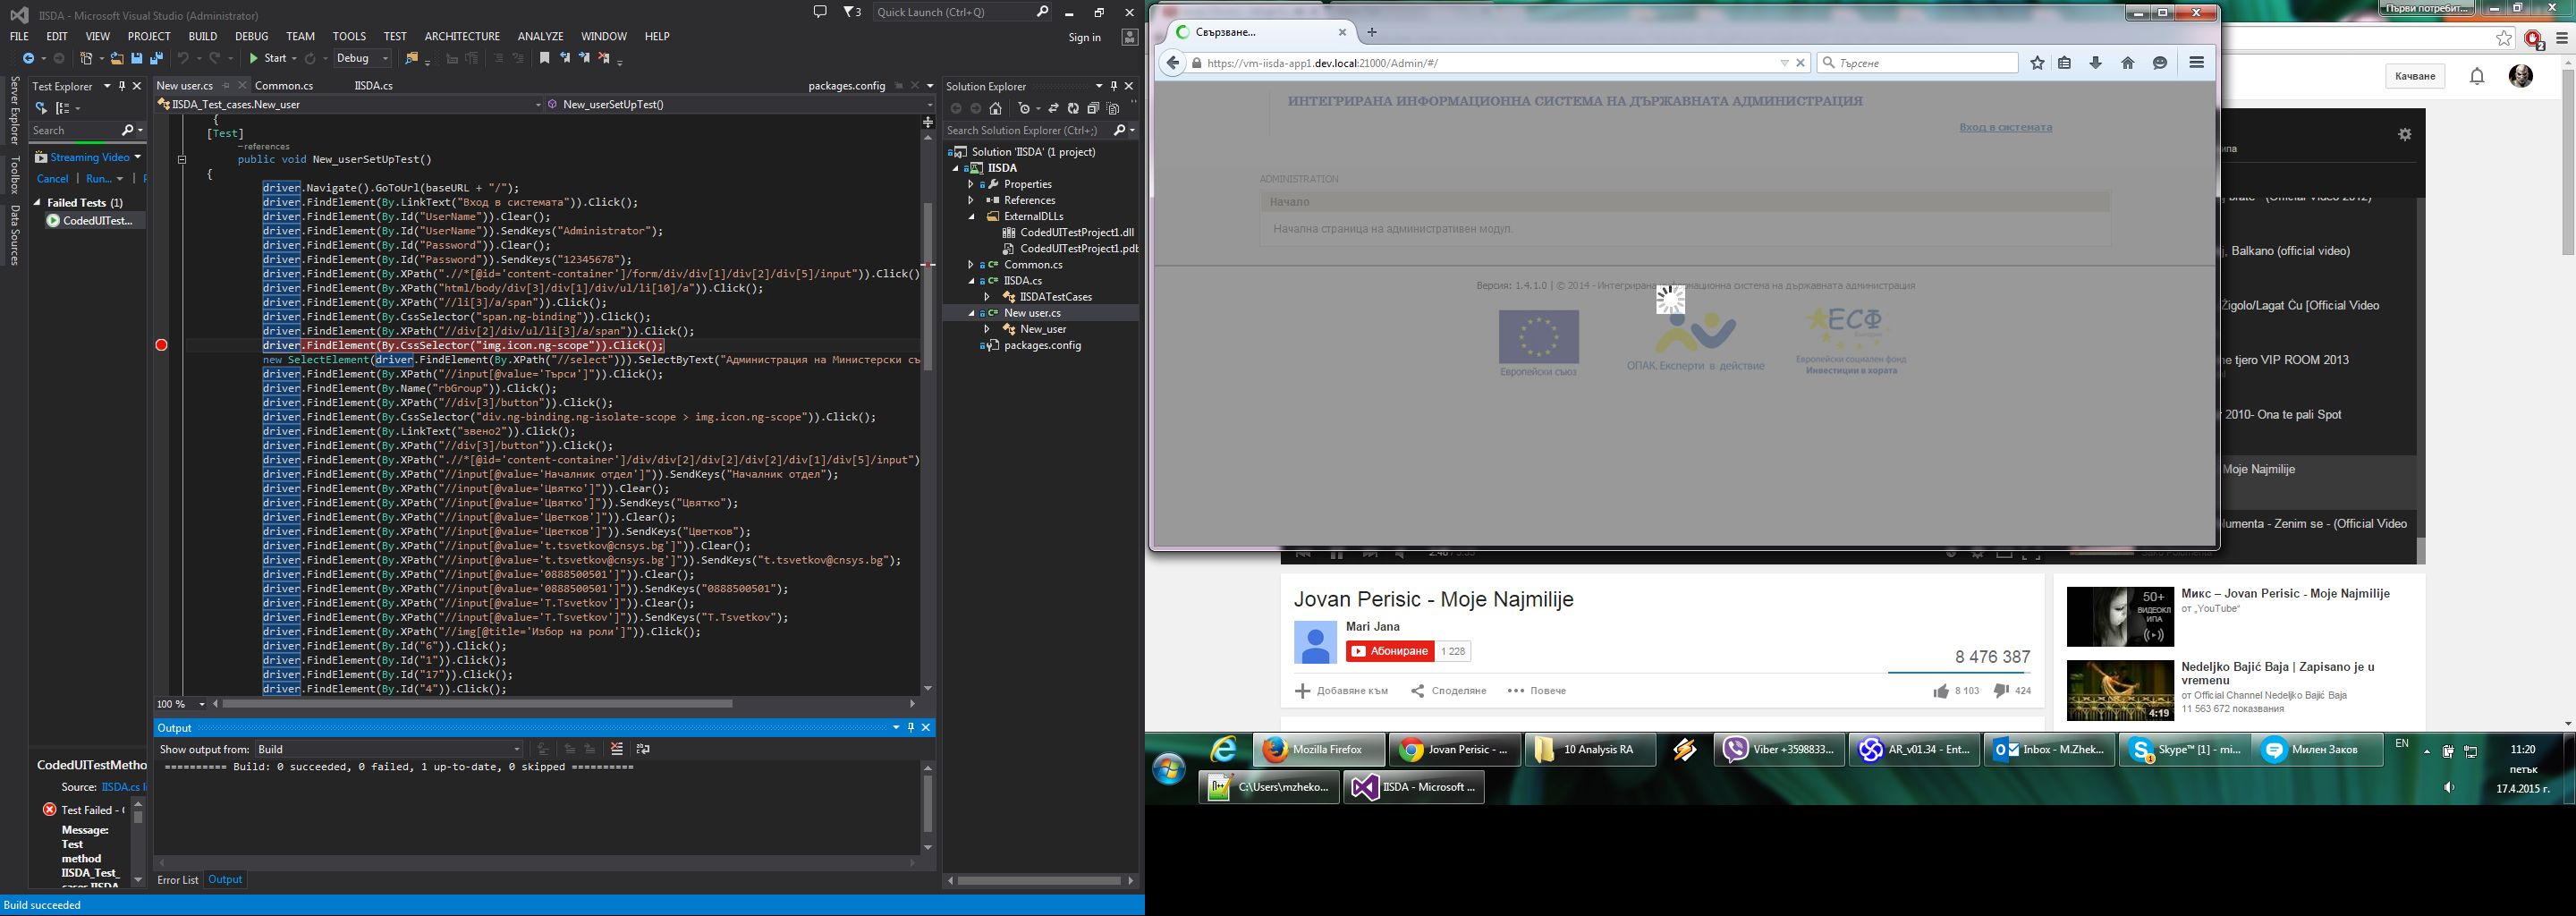 IISDA - Microsoft Visual Studio (Administrator)
3
Quick Launch (Ctrl+Q)
FILE EDIT VIEW PROJECT BUILD DEBUG TEAM TOOLS TEST ARCHITECTURE ANALYZE WINDOW HELP
Sign in
Start
Debug
Server Explorer
Toolbox
Data Sources
Test Explorer
Search
Streaming Video
Cancel | Run...
Failed Tests (1)
CodedUITest...
New user.cs
Common.cs
IISDA.cs
packages.config
IISDA_Test_cases.New_user
New_userSetUpTest()
{
[Test]
references
public void New_userSetUpTest()
{
driver.Navigate().GoToUrl(baseURL + "/");
driver.FindElement(By.LinkText("Вход в системата")).Click();
driver.FindElement(By.Id("UserName")).Clear();
driver.FindElement(By.Id("UserName")).SendKeys("Administrator");
driver.FindElement(By.Id("Password")).Clear();
driver.FindElement(By.Id("Password")).SendKeys("12345678");
driver.FindElement(By.XPath(".//*[@id='content-container']/form/div/div[1]/div[2]/div[5]/input")).Click()
driver.FindElement(By.XPath("html/body/div[3]/div[1]/div/ul/li[10]/a")).Click();
driver.FindElement(By.XPath("//li[3]/a/span")).Click();
driver.FindElement(By.CssSelector("span.ng-binding")).Click();
driver.FindElement(By.XPath("//div[2]/div/ul/li[3]/a/span")).Click();
driver.FindElement(By.CssSelector("img.icon.ng-scope")).Click();
new SelectElement(driver.FindElement(By.XPath("//select"))).SelectByText("Администрация на Министерски съ
driver.FindElement(By.XPath("//input[@value='Търси']")).Click();
driver.FindElement(By.Name("rbGroup")).Click();
driver.FindElement(By.XPath("//div[3]/button")).Click();
driver.FindElement(By.CssSelector("div.ng-binding.ng-isolate-scope > img.icon.ng-scope")).Click();
driver.FindElement(By.LinkText("звено2")).Click();
driver.FindElement(By.XPath("//div[3]/button")).Click();
driver.FindElement(By.XPath(".//*[@id='content-container']/div/div[2]/div[2]/div[2]/div[1]/div[5]/input")
driver.FindElement(By.XPath("//input[@value='Началник отдел']")).SendKeys("Началник отдел");
driver.FindElement(By.XPath("//input[@value='Цвятко']")).Clear();
driver.FindElement(By.XPath("//input[@value='Цвятко']")).SendKeys("Цвятко");
driver.FindElement(By.XPath("//input[@value='Цветков']")).Clear();
driver.FindElement(By.XPath("//input[@value='Цветков']")).SendKeys("Цветков");
driver.FindElement(By.XPath("//input[@value='t.tsvetkov@cnsys.bg']")).Clear();
driver.FindElement(By.XPath("//input[@value='t.tsvetkov@cnsys.bg']")).SendKeys("t.tsvetkov@cnsys.bg");
driver.FindElement(By.XPath("//input[@value='0888500501']")).Clear();
driver.FindElement(By.XPath("//input[@value='0888500501']")).SendKeys("0888500501");
driver.FindElement(By.XPath("//input[@value='T.Tsvetkov']")).Clear();
driver.FindElement(By.XPath("//input[@value='T.Tsvetkov']")).SendKeys("T.Tsvetkov");
driver.FindElement(By.XPath("//img[@title='Избор на роли']")).Click();
driver.FindElement(By.Id("6")).Click();
driver.FindElement(By.Id("1")).Click();
driver.FindElement(By.Id("17")).Click();
driver.FindElement(By.Id("4")).Click();
100 %
Output
Show output from: Build
========== Build: 0 succeeded, 0 failed, 1 up-to-date, 0 skipped ==========
Error List Output
CodedUITestMetho
Source: IISDA.cs li
Test Failed - (
Message:
Test
method
IISDA_Test_
Build succeeded
Solution Explorer
Search Solution Explorer (Ctrl+;)
Solution 'IISDA' (1 project)
IISDA
Properties
References
ExternalDLLs
CodedUITestProject1.dll
CodedUITestProject1.pdb
Common.cs
IISDA.cs
IISDATestCases
New user.cs
New_user
packages.config
Първи потребит...
Свързване...
https://vm-iisda-app1.dev.local:21000/Admin/#/
Търсене
ИНТЕГРИРАНА ИНФОРМАЦИОННА СИСТЕМА НА ДЪРЖАВНАТА АДМИНИСТРАЦИЯ
Вход в системата
ADMINISTRATION
Начало
Начална страница на административен модул.
Версия: 1.4.1.0 | © 2014 - Интегрирана информационна система на държавната администрация
Европейски съюз
ОПАК. Експерти в действие
ЕСФ
Европейски социален фонд
Инвестиции в хората
2
Качване
ипа
, brate - (Official Video 2012)
j, Balkano (official video)
Žigolo/Lagat Ću [Official Video
ne tjero VIP ROOM 2013
r 2010- Ona te pali Spot
Moje Najmilije
lumenta - Zenim se - (Official Video
Jovan Perisic - Moje Najmilije
Mari Jana
Абониране 1 228
8 476 387
Добавяне към Споделяне Повече
8 103 424
50+
ВИДЕОКЛ
ИПА
Микс – Jovan Perisic - Moje Najmilije
от „YouTube“
4:19
Nedeljko Bajić Baja | Zapisano je u
vremenu
от Official Channel Nedeljko Bajić Baja
11 563 672 показвания
Mozilla Firefox
Jovan Perisic - ...
10 Analysis RA
Viber +3598833...
AR_v01.34 - Ent...
Inbox - M.Zhek...
Skype™ [1] - mi...
Милен Заков
EN
11:20
петък
17.4.2015 г.
C:\Users\mzheko...
IISDA - Microsoft ...